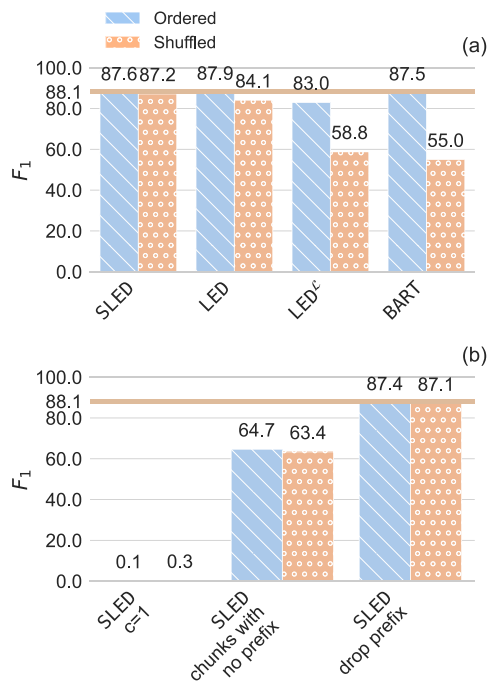 Ordered
Shuffled
(a)
100.0
88.1
80.0
60.0
40.0
20.0
0.0
F1
87.6 87.2 87.9 84.1 83.0 58.8 87.5 55.0
SLED LED LED^ℒ BART
(b)
100.0
88.1
80.0
60.0
40.0
20.0
0.0
F1
0.1 0.3 64.7 63.4 87.4 87.1
SLED
c=1
SLED
chunks with
no prefix
SLED
drop prefix